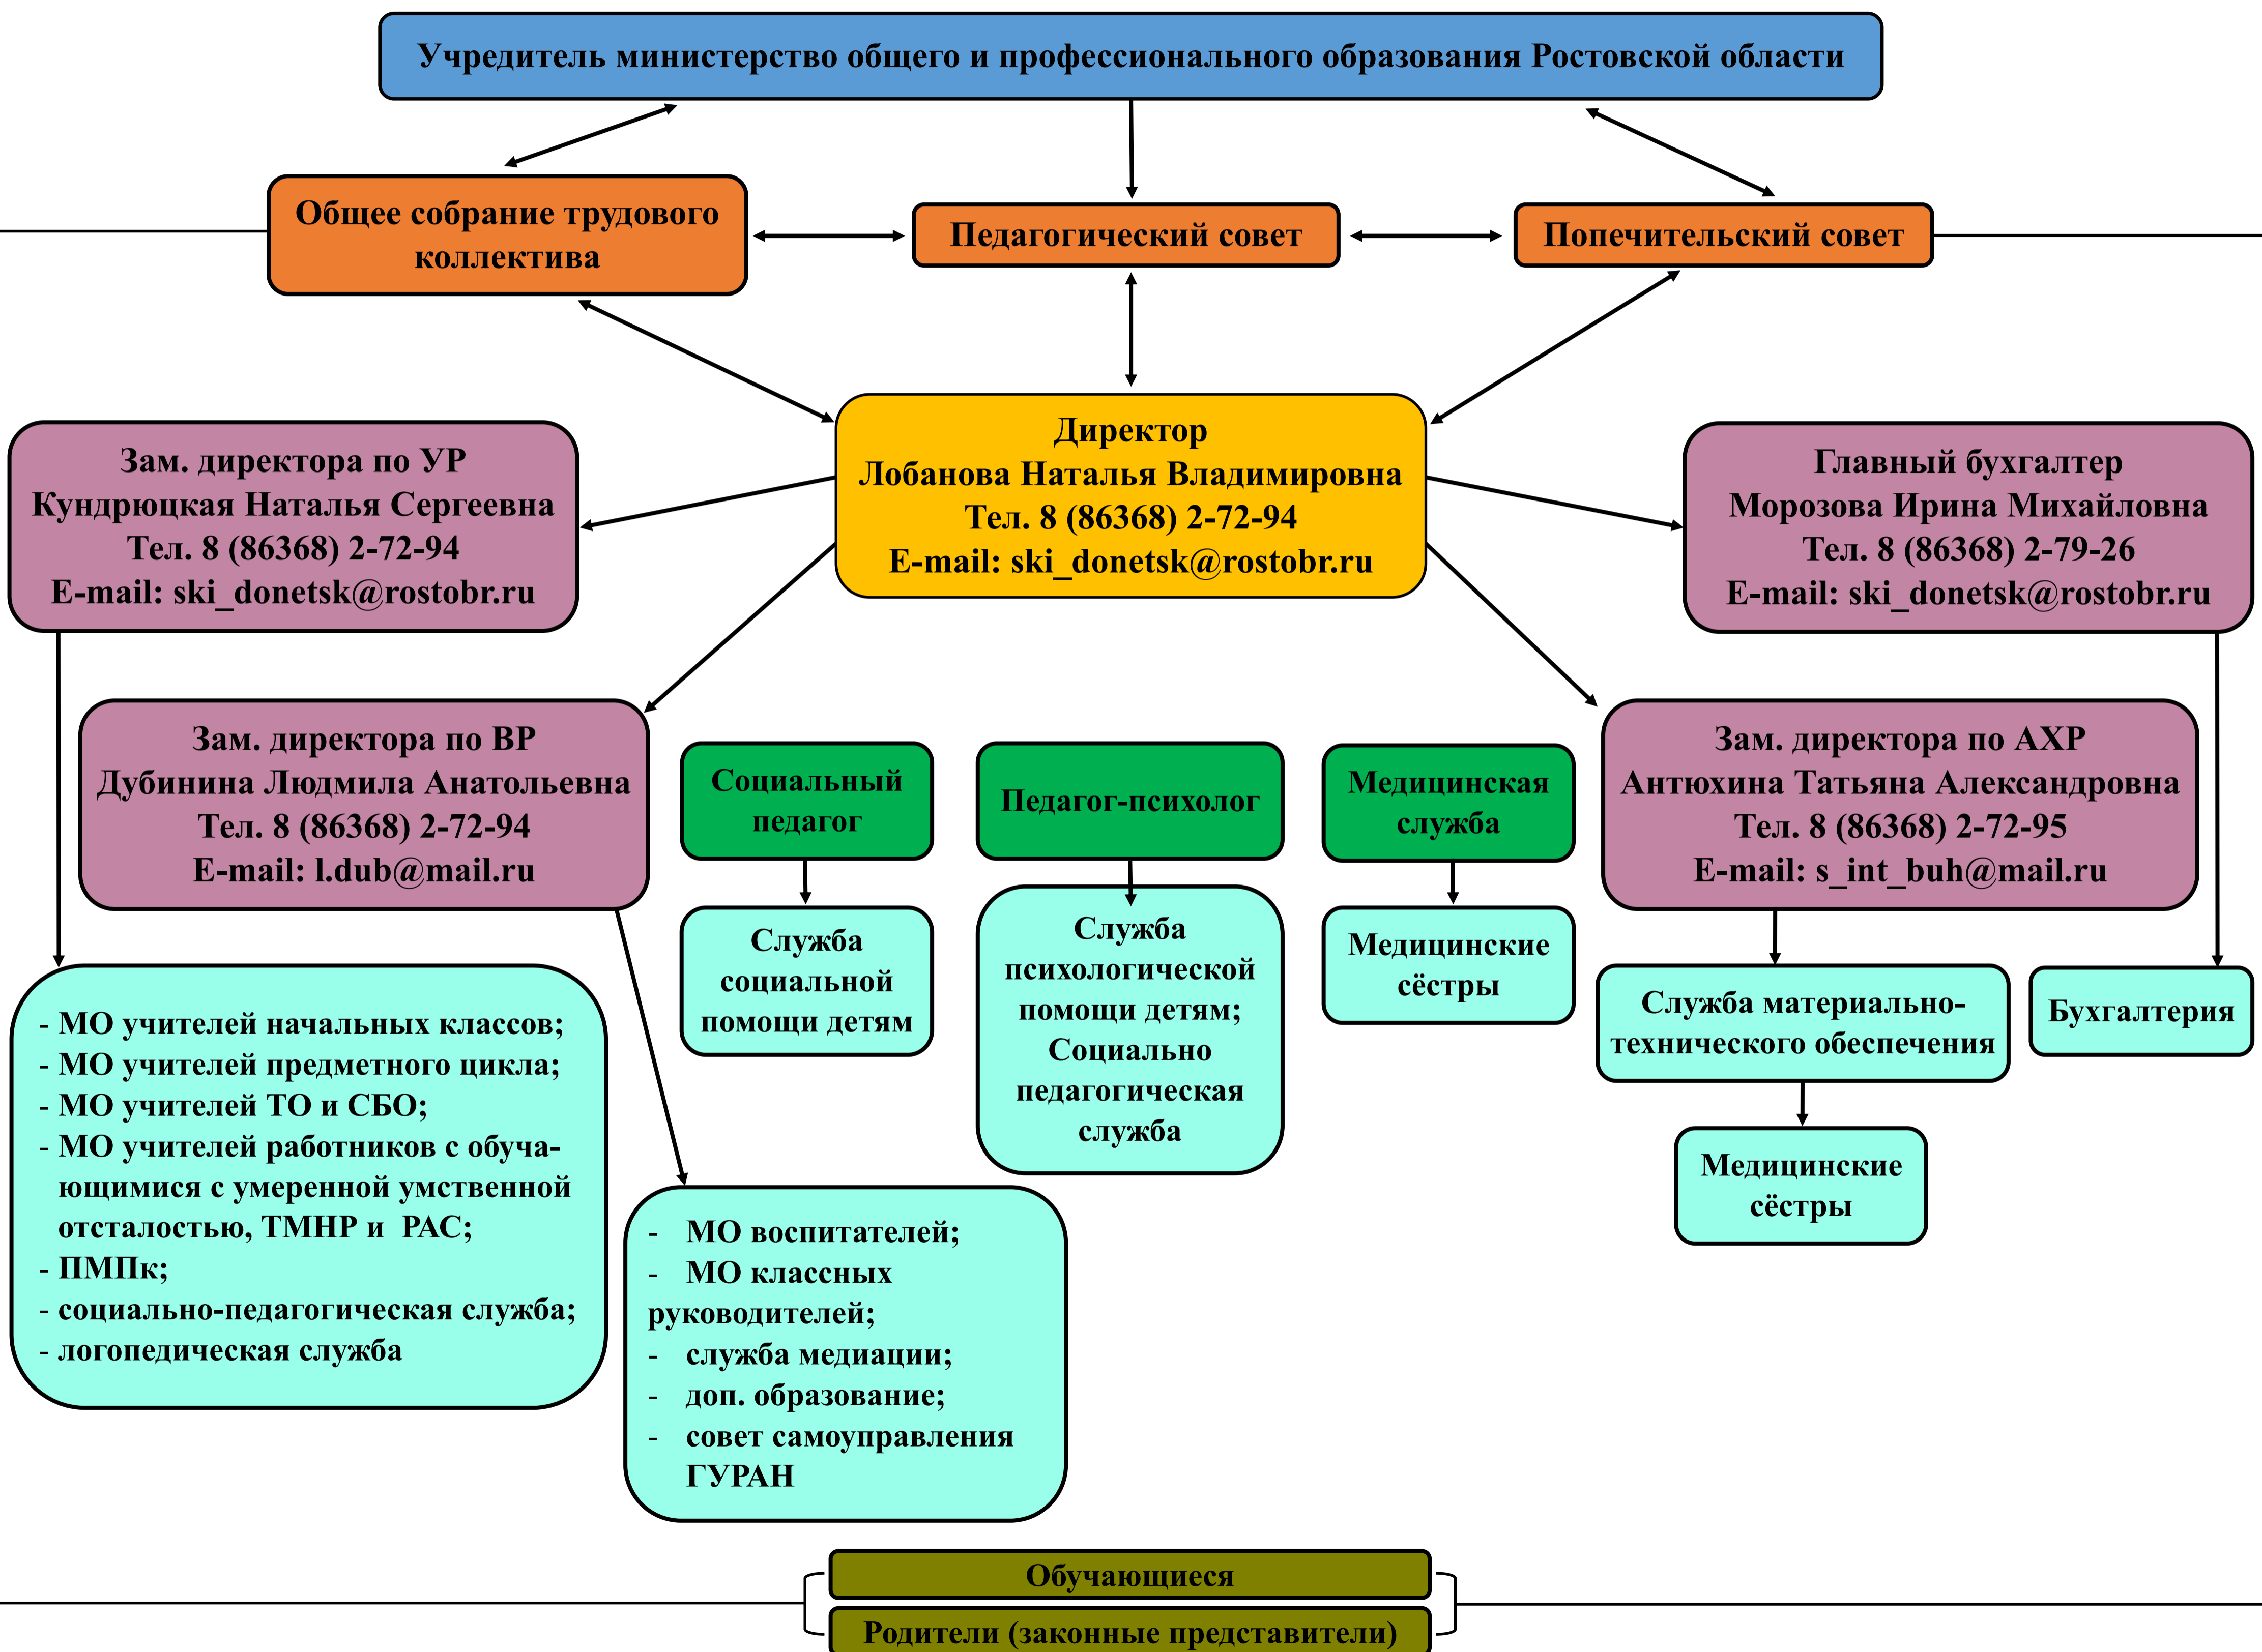 Учредитель министерство общего и профессионального образования Ростовской области
Общее собрание трудового
коллектива
Педагогический совет
Попечительский совет
Директор
Лобанова Наталья Владимировна
Тел. 8 (86368) 2-72-94
E-mail: ski_donetsk@rostobr.ru
Зам. директора по УР
Кундрюцкая Наталья Сергеевна
Тел. 8 (86368) 2-72-94
E-mail: ski_donetsk@rostobr.ru
Главный бухгалтер
Морозова Ирина Михайловна
Тел. 8 (86368) 2-79-26
E-mail: ski_donetsk@rostobr.ru
Зам. директора по ВР
Дубинина Людмила Анатольевна
Тел. 8 (86368) 2-72-94
E-mail: l.dub@mail.ru
Социальный
педагог
Педагог-психолог
Медицинская
служба
Зам. директора по АХР
Антюхина Татьяна Александровна
Тел. 8 (86368) 2-72-95
E-mail: s_int_buh@mail.ru
Служба
социальной
помощи детям
Служба
психологической
помощи детям;
Социально
педагогическая
служба
Медицинские
сёстры
Служба материально-
технического обеспечения
Бухгалтерия
Медицинские
сёстры
- МО учителей начальных классов;
- МО учителей предметного цикла;
- МО учителей ТО и СБО;
- МО учителей работников с обуча-
ющимися с умеренной умственной
отсталостью, ТМНР и РАС;
- ПМПк;
- социально-педагогическая служба;
- логопедическая служба
- МО воспитателей;
- МО классных
руководителей;
- служба медиации;
- доп. образование;
- совет самоуправления
ГУРАН
Обучающиеся
Родители (законные представители)